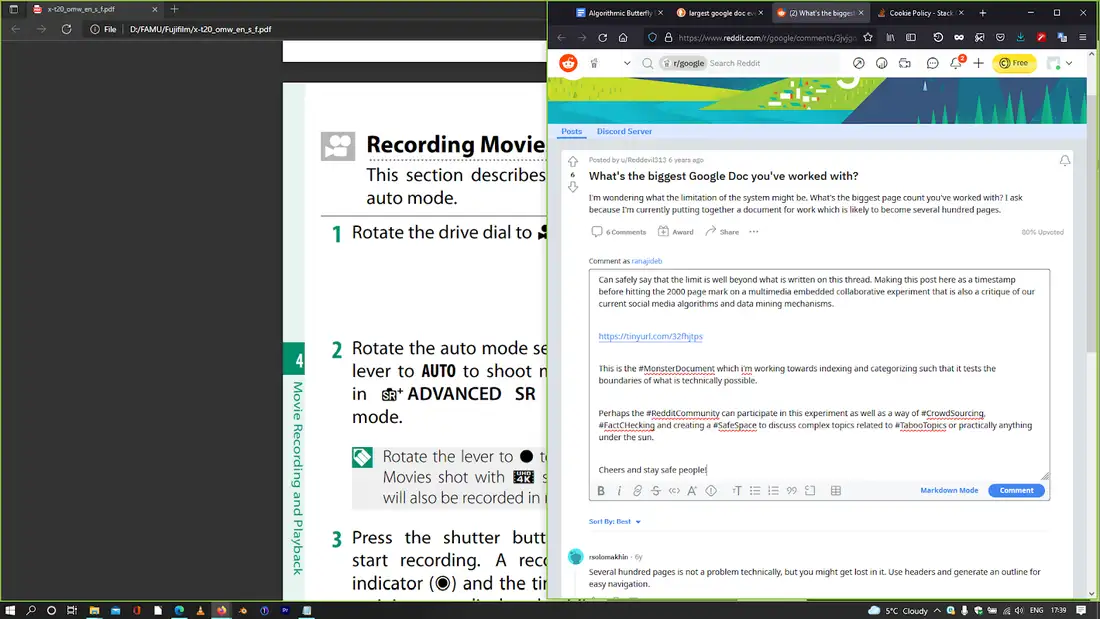 x-t20_omw_en_s_f.pdf
File
D:/FAMU/Fujifilm/x-t20_omw_en_s_f.pdf
Recording Movie
This section describes
auto mode.
1 Rotate the drive dial to
2 Rotate the auto mode se
lever to AUTO to shoot m
in SR+ ADVANCED SR
mode.
Rotate the lever to
Movies shot with UHD 4K
will also be recorded in
3 Press the shutter butt
start recording. A reco
indicator and the tim
4
Movie Recording and Playback
Algorithmic Butterfly
largest google doc ev
(2) What's the biggest
Cookie Policy - Stack
https://www.reddit.com/r/google/comments/3jvjg
r/google
Search Reddit
2
Free
Posts
Discord Server
Posted by u/Reddevil313 6 years ago
6
What's the biggest Google Doc you've worked with?
I'm wondering what the limitation of the system might be. What's the biggest page count you've worked with? I ask
because I'm currently putting together a document for work which is likely to become several hundred pages.
6 Comments
Award
Share
80% Upvoted
Comment as ranajideb
Can safely say that the limit is well beyond what is written on this thread. Making this post here as a timestamp
before hitting the 2000 page mark on a multimedia embedded collaborative experiment that is also a critique of our
current social media algorithms and data mining mechanisms.
https://tinyurl.com/32fhjtps
This is the #MonsterDocument which i'm working towards indexing and categorizing such that it tests the
boundaries of what is technically possible.
Perhaps the #RedditCommunity can participate in this experiment as well as a way of #CrowdSourcing,
#FactCHecking and creating a #SafeSpace to discuss complex topics related to #TabooTopics or practically anything
under the sun.
Cheers and stay safe people!
Markdown Mode
Comment
Sort By: Best
rsolomakhin · 6y
Several hundred pages is not a problem technically, but you might get lost in it. Use headers and generate an outline for
easy navigation.
5°C Cloudy
ENG
17:39